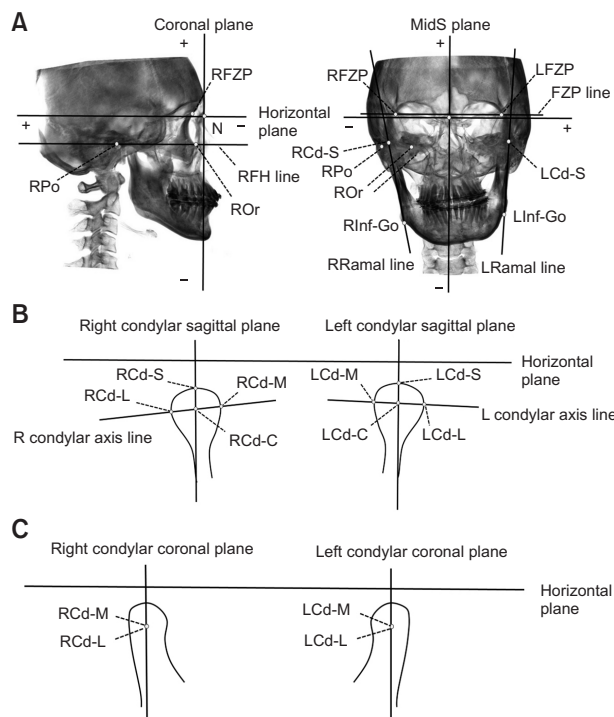 A
Coronal plane
+
RFZP
+
N
–
Horizontal
plane
RPo
RFH line
ROr
–
MidS plane
+
RFZP
LFZP
FZP line
–
+
RCd-S
RPo
ROr
LCd-S
RInf-Go
LInf-Go
RRamal line
LRamal line
–
B
Right condylar sagittal plane
Left condylar sagittal plane
Horizontal
plane
RCd-S
RCd-L
RCd-M
R condylar axis line
RCd-C
LCd-M
LCd-S
L condylar axis line
LCd-C
LCd-L
C
Right condylar coronal plane
Left condylar coronal plane
Horizontal
plane
RCd-M
RCd-L
LCd-M
LCd-L